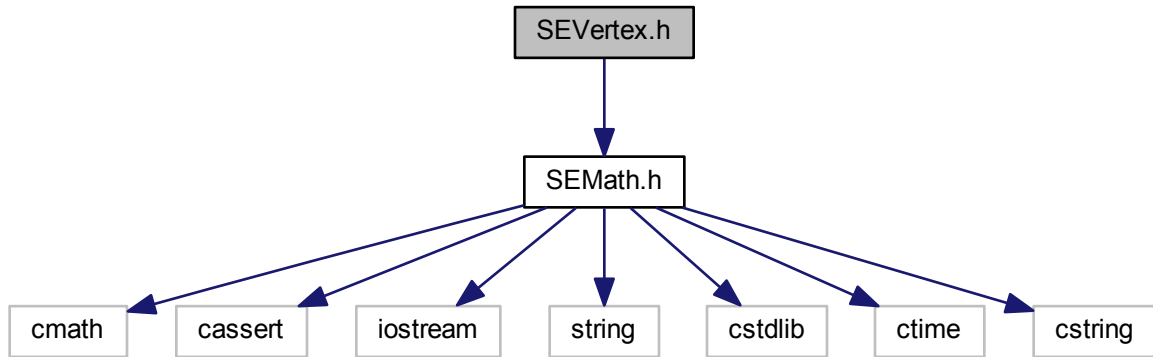 SEVertex.h
SEMath.h
cmath
cassert
iostream
string
cstdlib
ctime
cstring